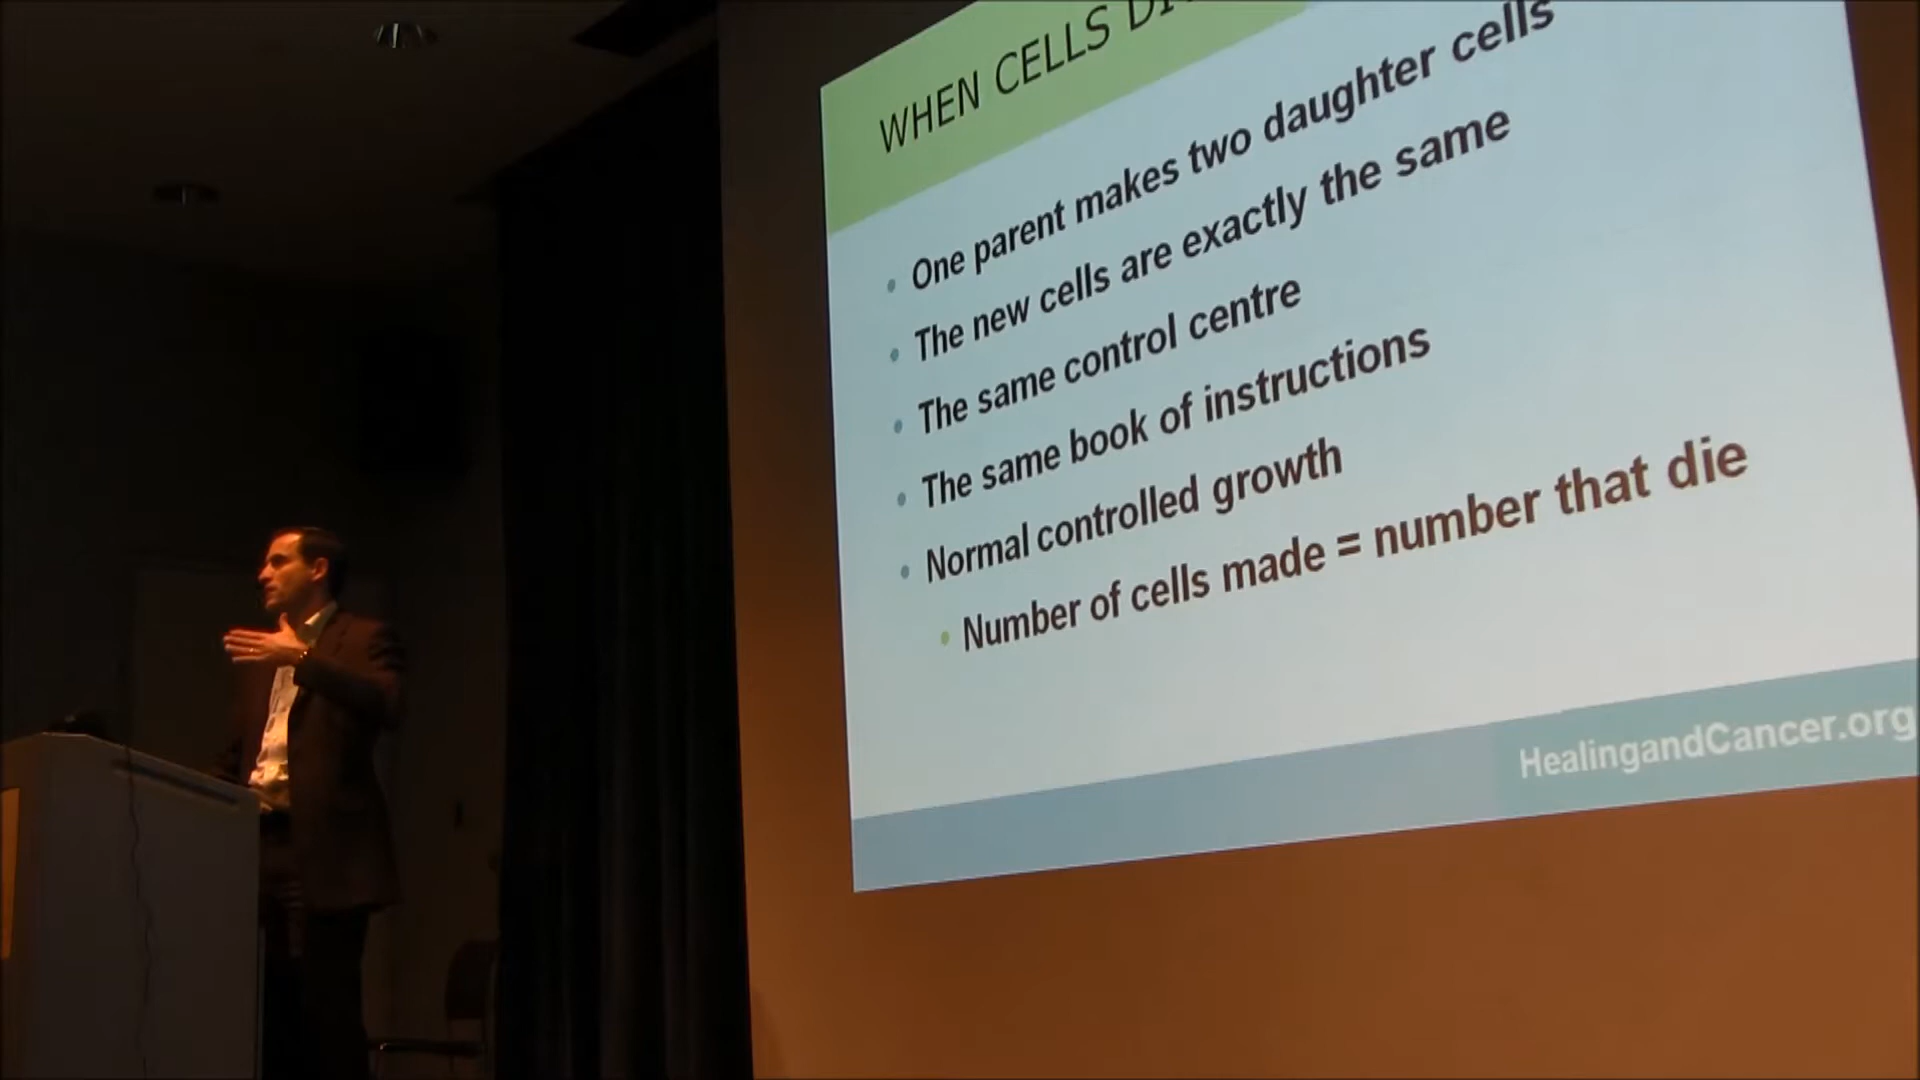 WHEN CELLS
One parent makes two daughter cells
The new cells are exactly the same
The same control centre
The same book of instructions
Normal controlled growth
Number of cells made = number that die
HealingandCancer.org